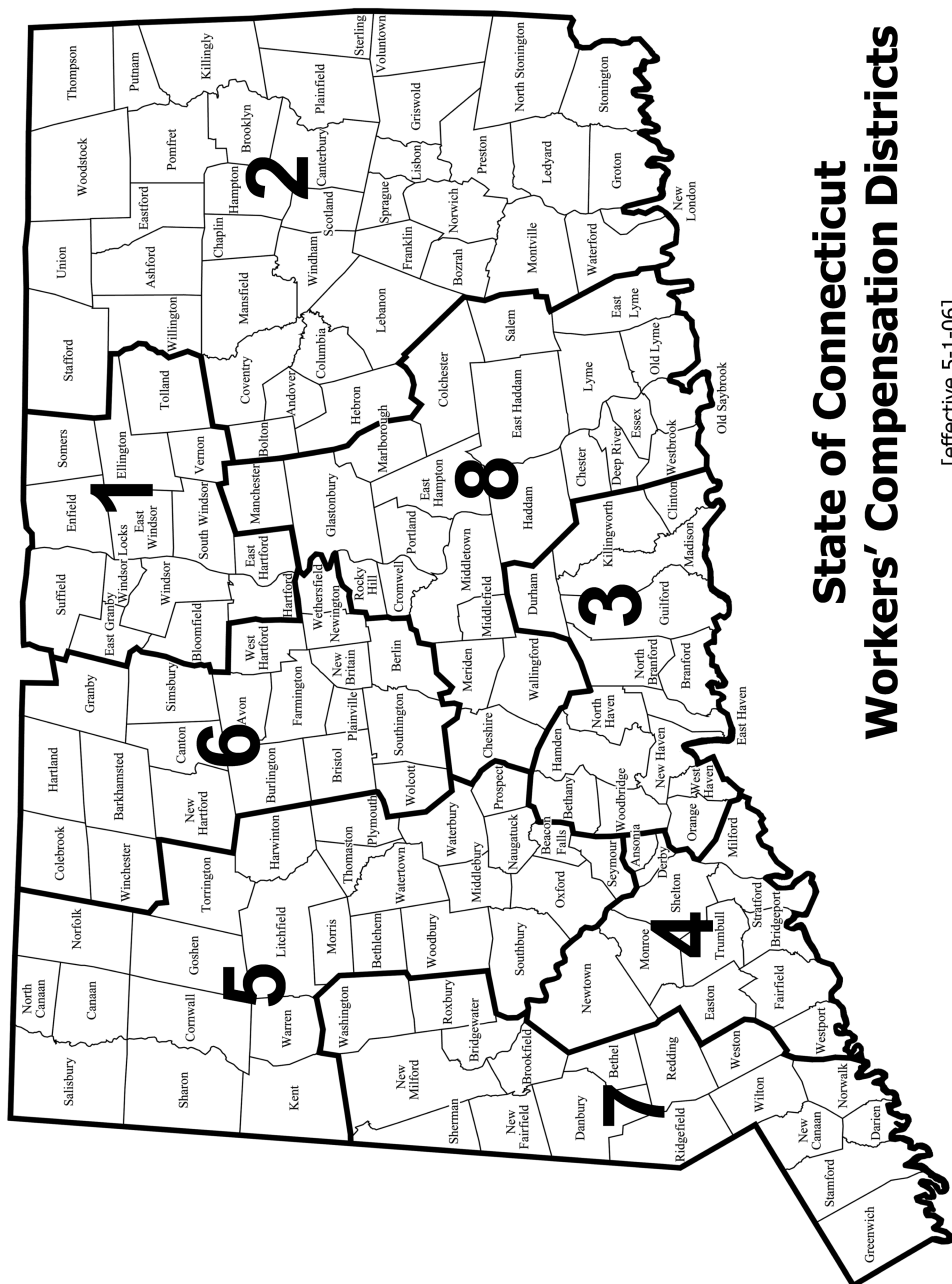 State of Connecticut
Workers' Compensation Districts
[effective 5-1-06]
Salisbury
North
Canaan
Canaan
Norfolk
Colebrook
Hartland
Granby
Suffield
East Granby
Windsor Locks
Enfield
Somers
Stafford
Union
Woodstock
Thompson
Sharon
Cornwall
Goshen
Winchester
Barkhamsted
Simsbury
Bloomfield
Windsor
East
Windsor
Ellington
1
Tolland
Willington
Ashford
Eastford
Pomfret
Putnam
Killingly
Kent
Warren
5
Litchfield
Torrington
Harwinton
New
Hartford
Canton
6
Avon
Burlington
Farmington
West
Hartford
Hartford
East
Hartford
South Windsor
Vernon
Manchester
Bolton
Andover
Coventry
Columbia
Mansfield
Chaplin
Hampton
Windham
Scotland
2
Brooklyn
Canterbury
Plainfield
Sterling
Voluntown
Washington
Morris
Bethlehem
Thomaston
Plymouth
Watertown
Bristol
Plainville
New
Britain
Newington
Wethersfield
Rocky
Hill
Glastonbury
Marlborough
Hebron
Lebanon
Franklin
Sprague
Lisbon
Griswold
New
Milford
Sherman
Roxbury
Bridgewater
Woodbury
Middlebury
Waterbury
Wolcott
Southington
Berlin
Cromwell
Portland
East
Hampton
Colchester
Bozrah
Norwich
Preston
New
Fairfield
Brookfield
Southbury
Oxford
Naugatuck
Beacon
Falls
Prospect
Cheshire
Meriden
Middlefield
Middletown
8
Haddam
East Haddam
Salem
Montville
Ledyard
North Stonington
Danbury
Bethel
Newtown
Seymour
Bethany
Woodbridge
Hamden
North
Haven
Wallingford
Durham
3
Killingworth
Chester
Deep River
Essex
Lyme
Old Lyme
East
Lyme
Waterford
New
London
Groton
Stonington
7
Ridgefield
Redding
Monroe
4
Shelton
Derby
Ansonia
Orange
West
Haven
New Haven
East Haven
North
Branford
Branford
Guilford
Madison
Clinton
Westbrook
Old Saybrook
Weston
Easton
Trumbull
Stratford
Bridgeport
Milford
Wilton
Fairfield
Westport
Norwalk
New
Canaan
Darien
Stamford
Greenwich